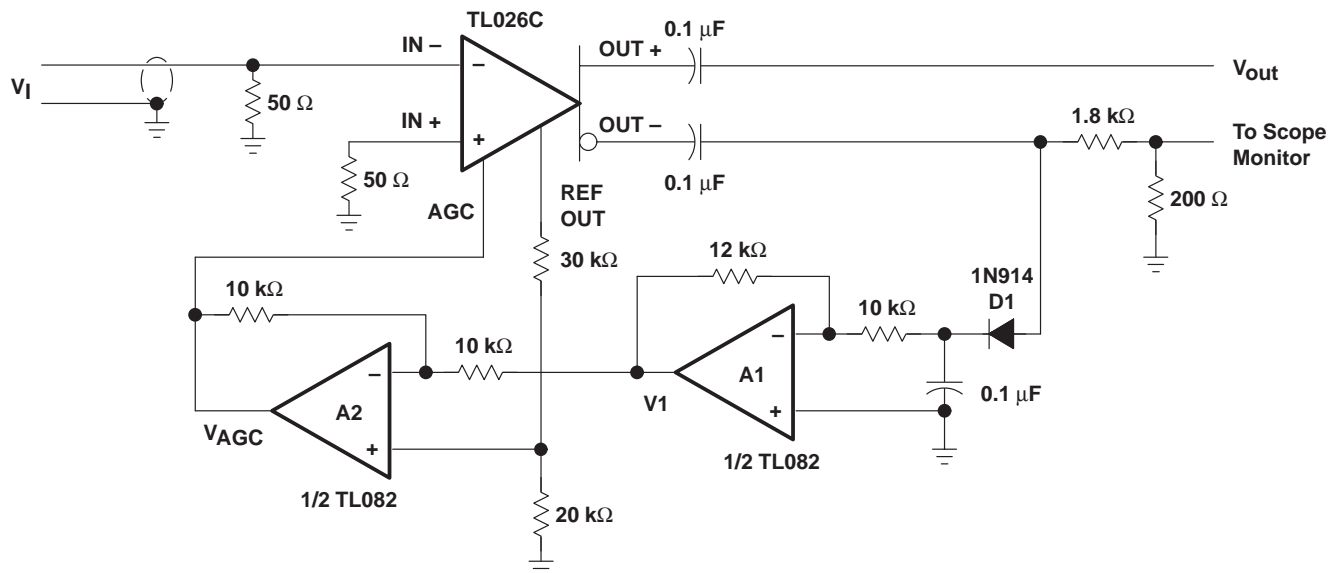 TL026C
0.1 μF
IN −
OUT +
Vout
VI
−
50 Ω
1.8 kΩ
IN +
OUT −
To Scope
Monitor
+
50 Ω
0.1 μF
200 Ω
AGC
REF
OUT
30 kΩ
12 kΩ
1N914
D1
10 kΩ
10 kΩ
−
10 kΩ
A1
−
0.1 μF
A2
V1
+
VAGC
+
1/2 TL082
1/2 TL082
20 kΩ